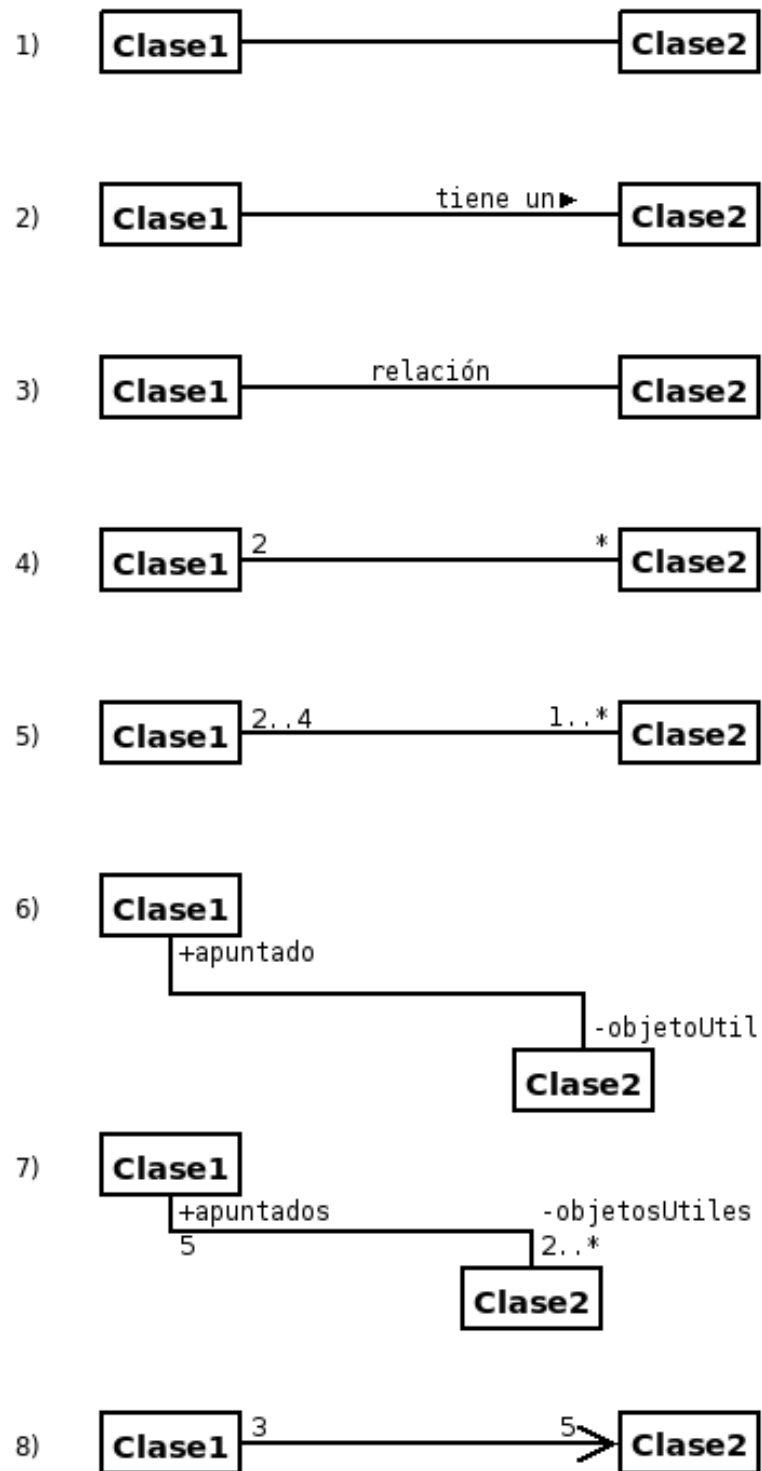 1) Clase1 Clase2
2) Clase1 tiene un Clase2
3) Clase1 relación Clase2
4) Clase1 2 * Clase2
5) Clase1 2..4 1..* Clase2
6) Clase1
+apuntado
-objetoUtil
Clase2
7) Clase1
+apuntados -objetosUtiles
5 2..*
Clase2
8) Clase1 3 5 Clase2